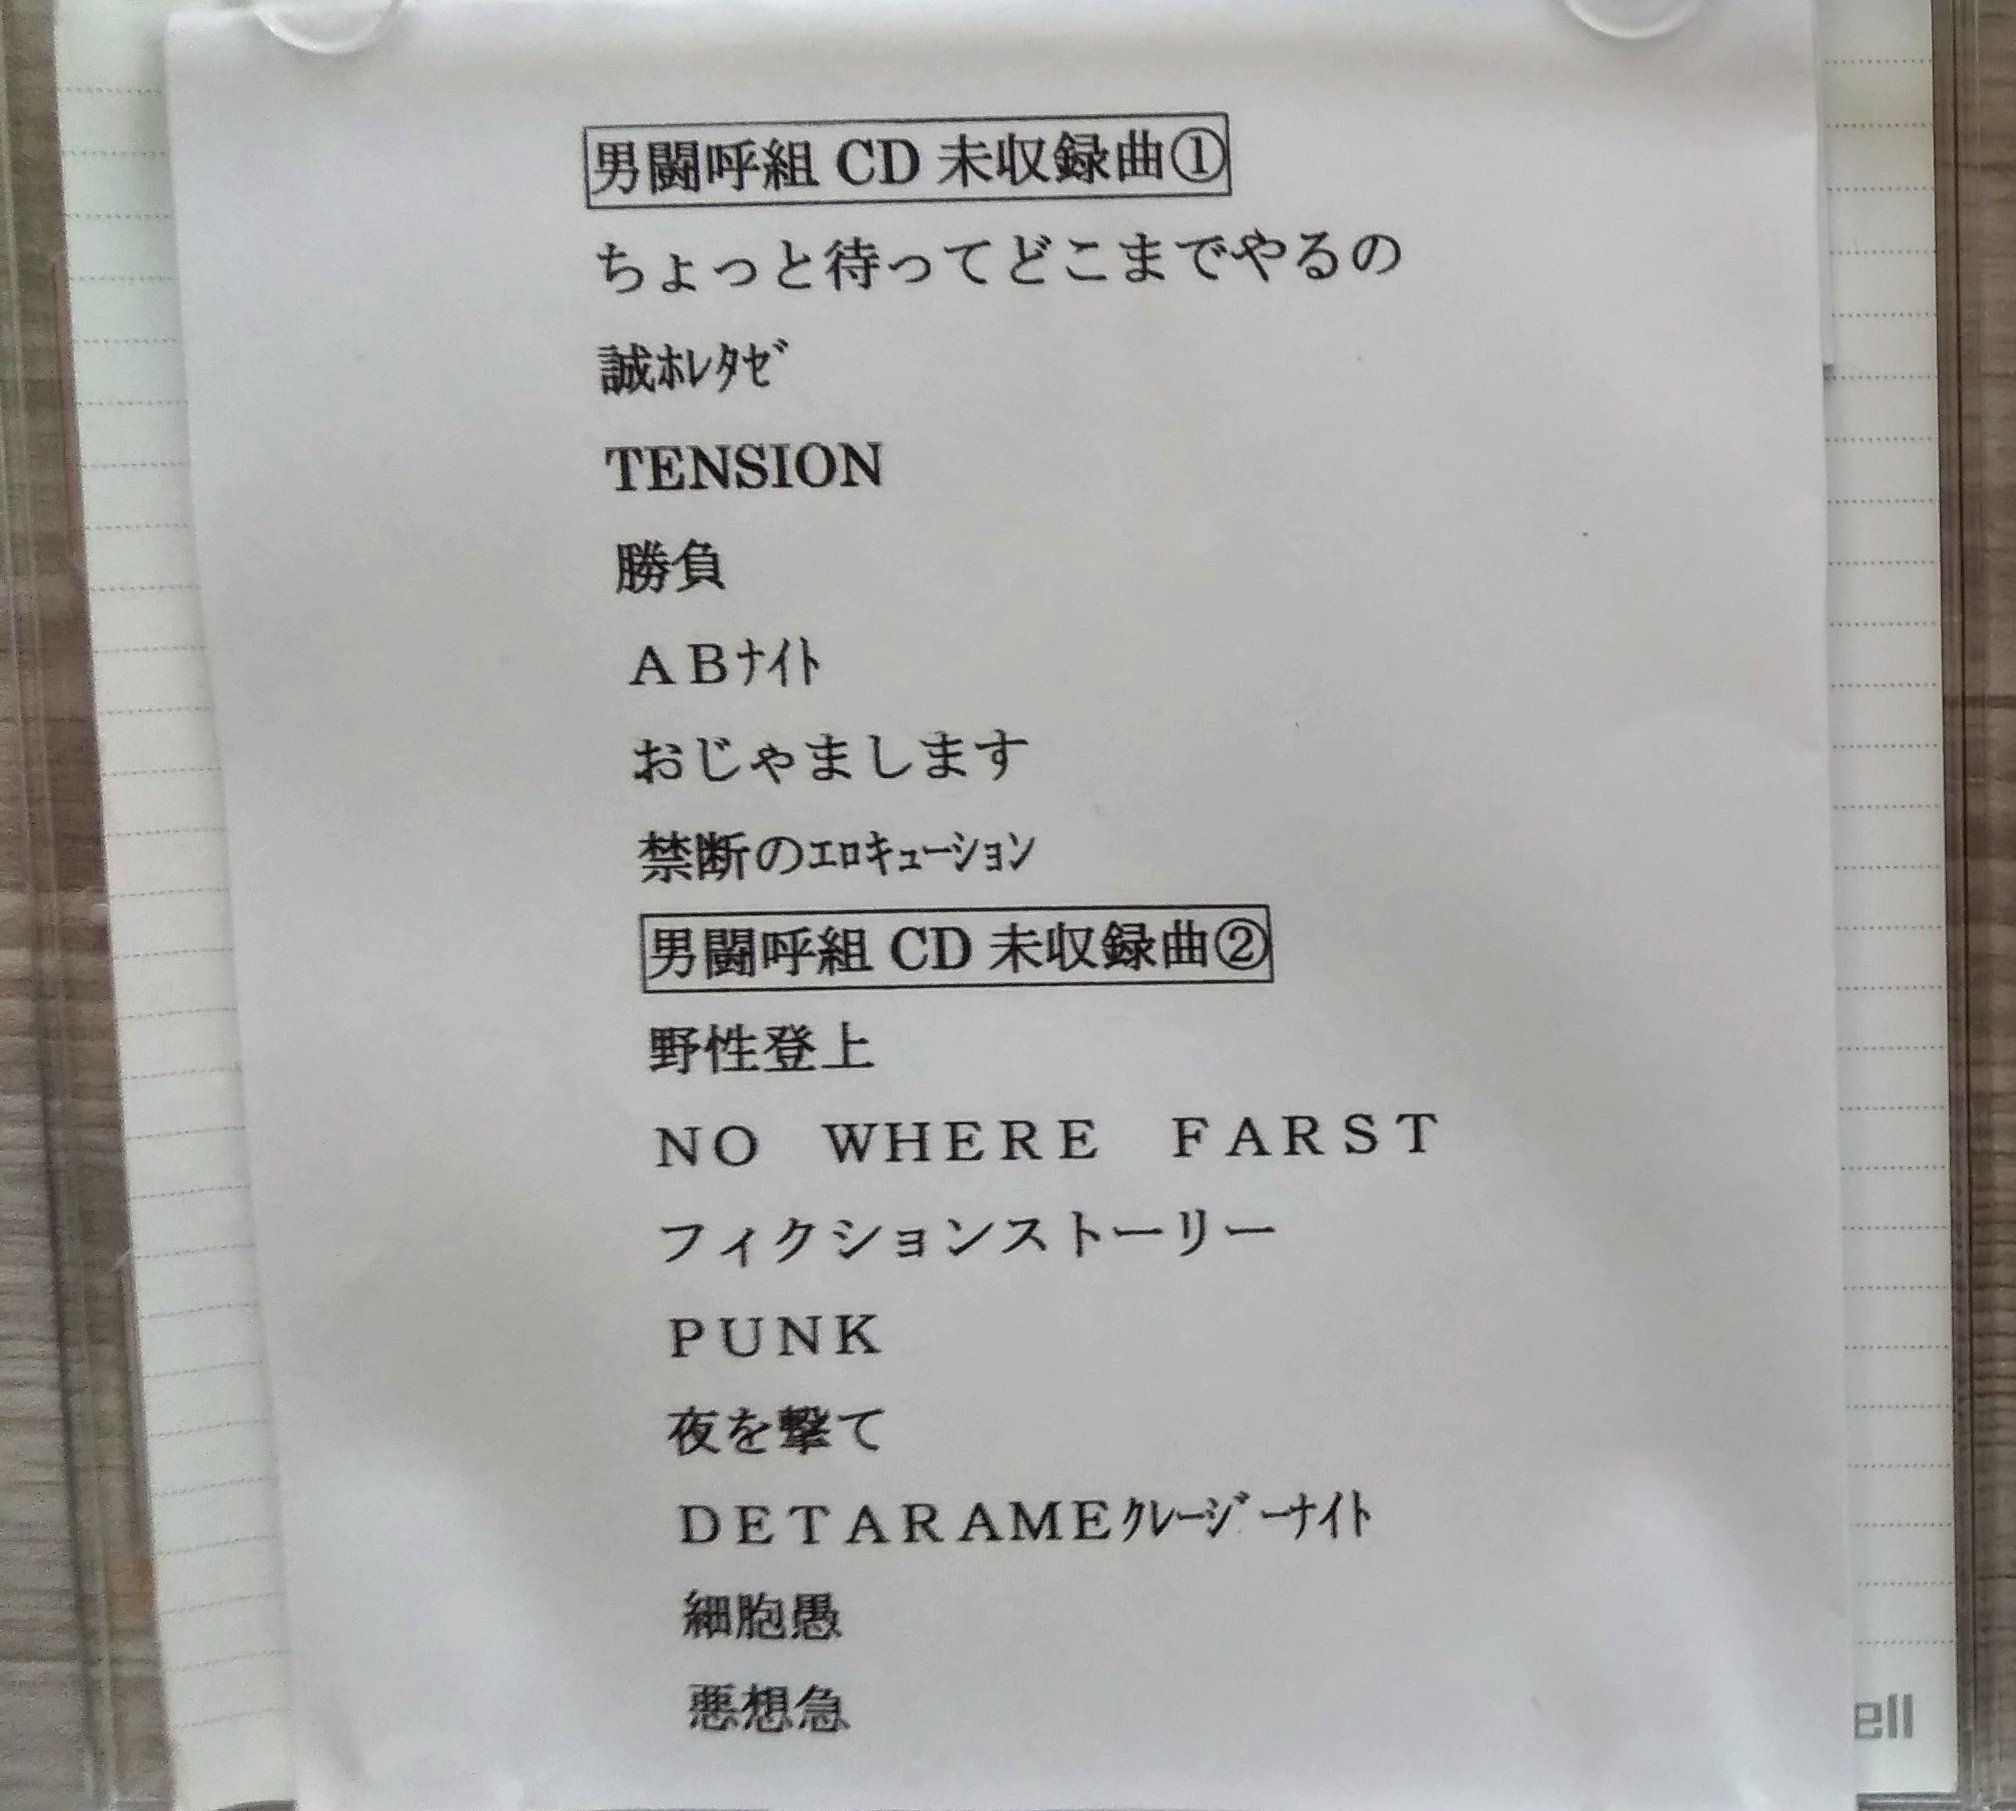 男闘呼組 CD 未収録曲①
ちょっと待ってどこまでやるの
誠ﾎﾚﾀｾﾞ
TENSION
勝負
ＡＢﾅｲﾄ
おじゃまします
禁断のｴﾛｷｭｰｼｮﾝ
男闘呼組 CD 未収録曲②
野性登上
ＮＯ　ＷＨＥＲＥ　ＦＡＲＳＴ
フィクションストーリー
ＰＵＮＫ
夜を撃て
ＤＥＴＡＲＡＭＥｸﾚｰｼﾞｰﾅｲﾄ
細胞愚
悪想急
ell